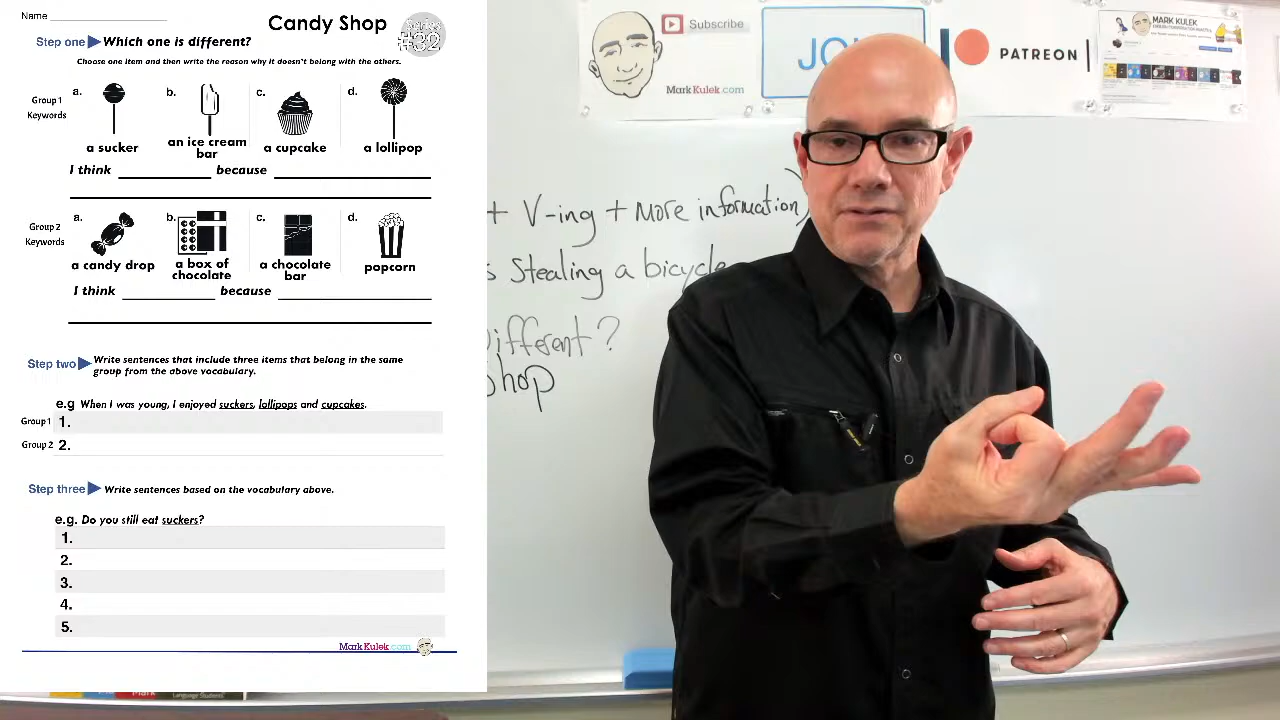 Name
Candy Shop
Step one Which one is different?
Choose one item and then write the reason why it doesn't belong with the others.
Group 1
Keywords
a. b. c. d.
a sucker an ice cream bar a cupcake a lollipop
I think because
Group 2
Keywords
a. b. c. d.
a candy drop a box of chocolate a chocolate bar popcorn
I think because
Step two Write sentences that include three items that belong in the same
group from the above vocabulary.
e.g When I was young, I enjoyed suckers, lollipops and cupcakes.
Group 1 1.
Group 2 2.
Step three Write sentences based on the vocabulary above.
e.g. Do you still eat suckers?
1.
2.
3.
4.
5.
MarkKulek.com
Subscribe
MarkKulek.com
PATREON
MARK KULEK
+ V-ing + More information)
s Stealing a bicycle
ifferent?
hop